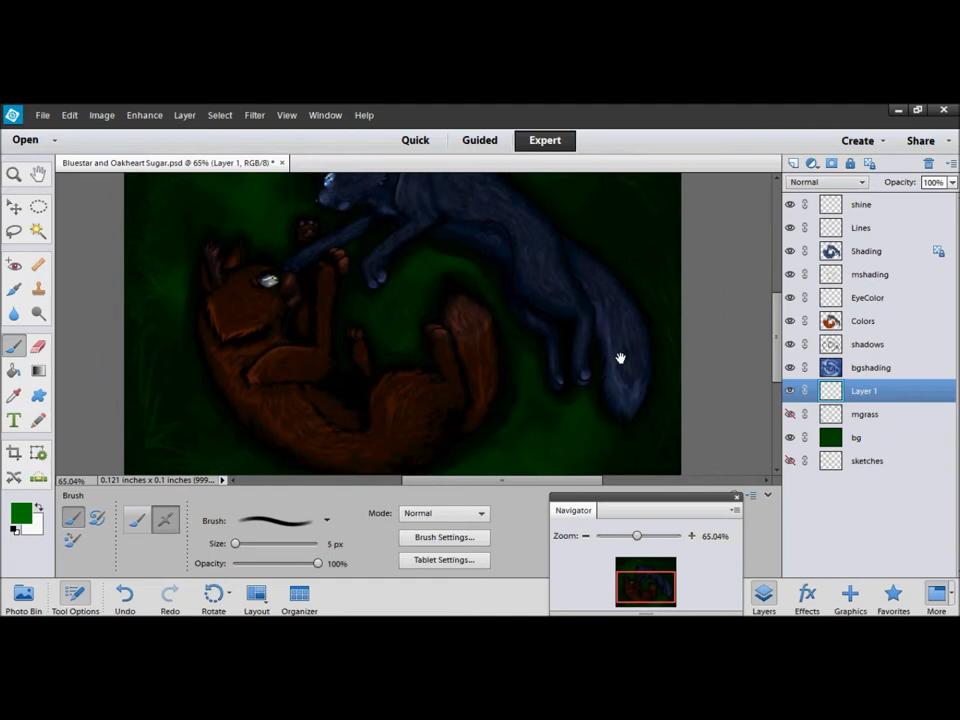 File Edit Image Enhance Layer Select Filter View Window Help
Open Quick Guided Expert Create Share
Bluestar and Oakheart Sugar.psd @ 65% (Layer 1, RGB/8) *
Normal Opacity: 100%
shine
Lines
Shading
mshading
EyeColor
Colors
shadows
bgshading
Layer 1
mgrass
bg
sketches
65.04% 0.121 inches x 0.1 inches (999...
Brush
Brush:
Size: 5 px
Opacity: 100%
Mode: Normal
Brush Settings...
Tablet Settings...
Navigator
Zoom: 65.04%
Photo Bin Tool Options Undo Redo Rotate Layout Organizer Layers Effects Graphics Favorites More